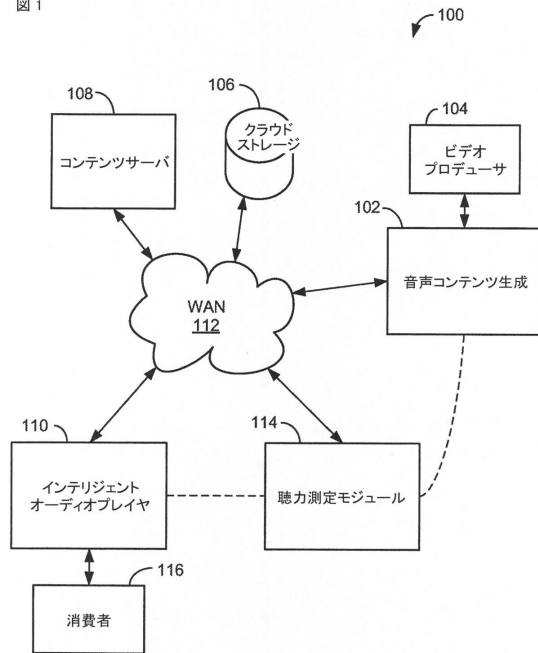 図1
100
108
コンテンツサーバ
106
クラウド
ストレージ
104
ビデオ
プロデューサ
102
音声コンテンツ生成
WAN
112
110
インテリジェント
オーディオプレイヤ
114
聴力測定モジュール
116
消費者